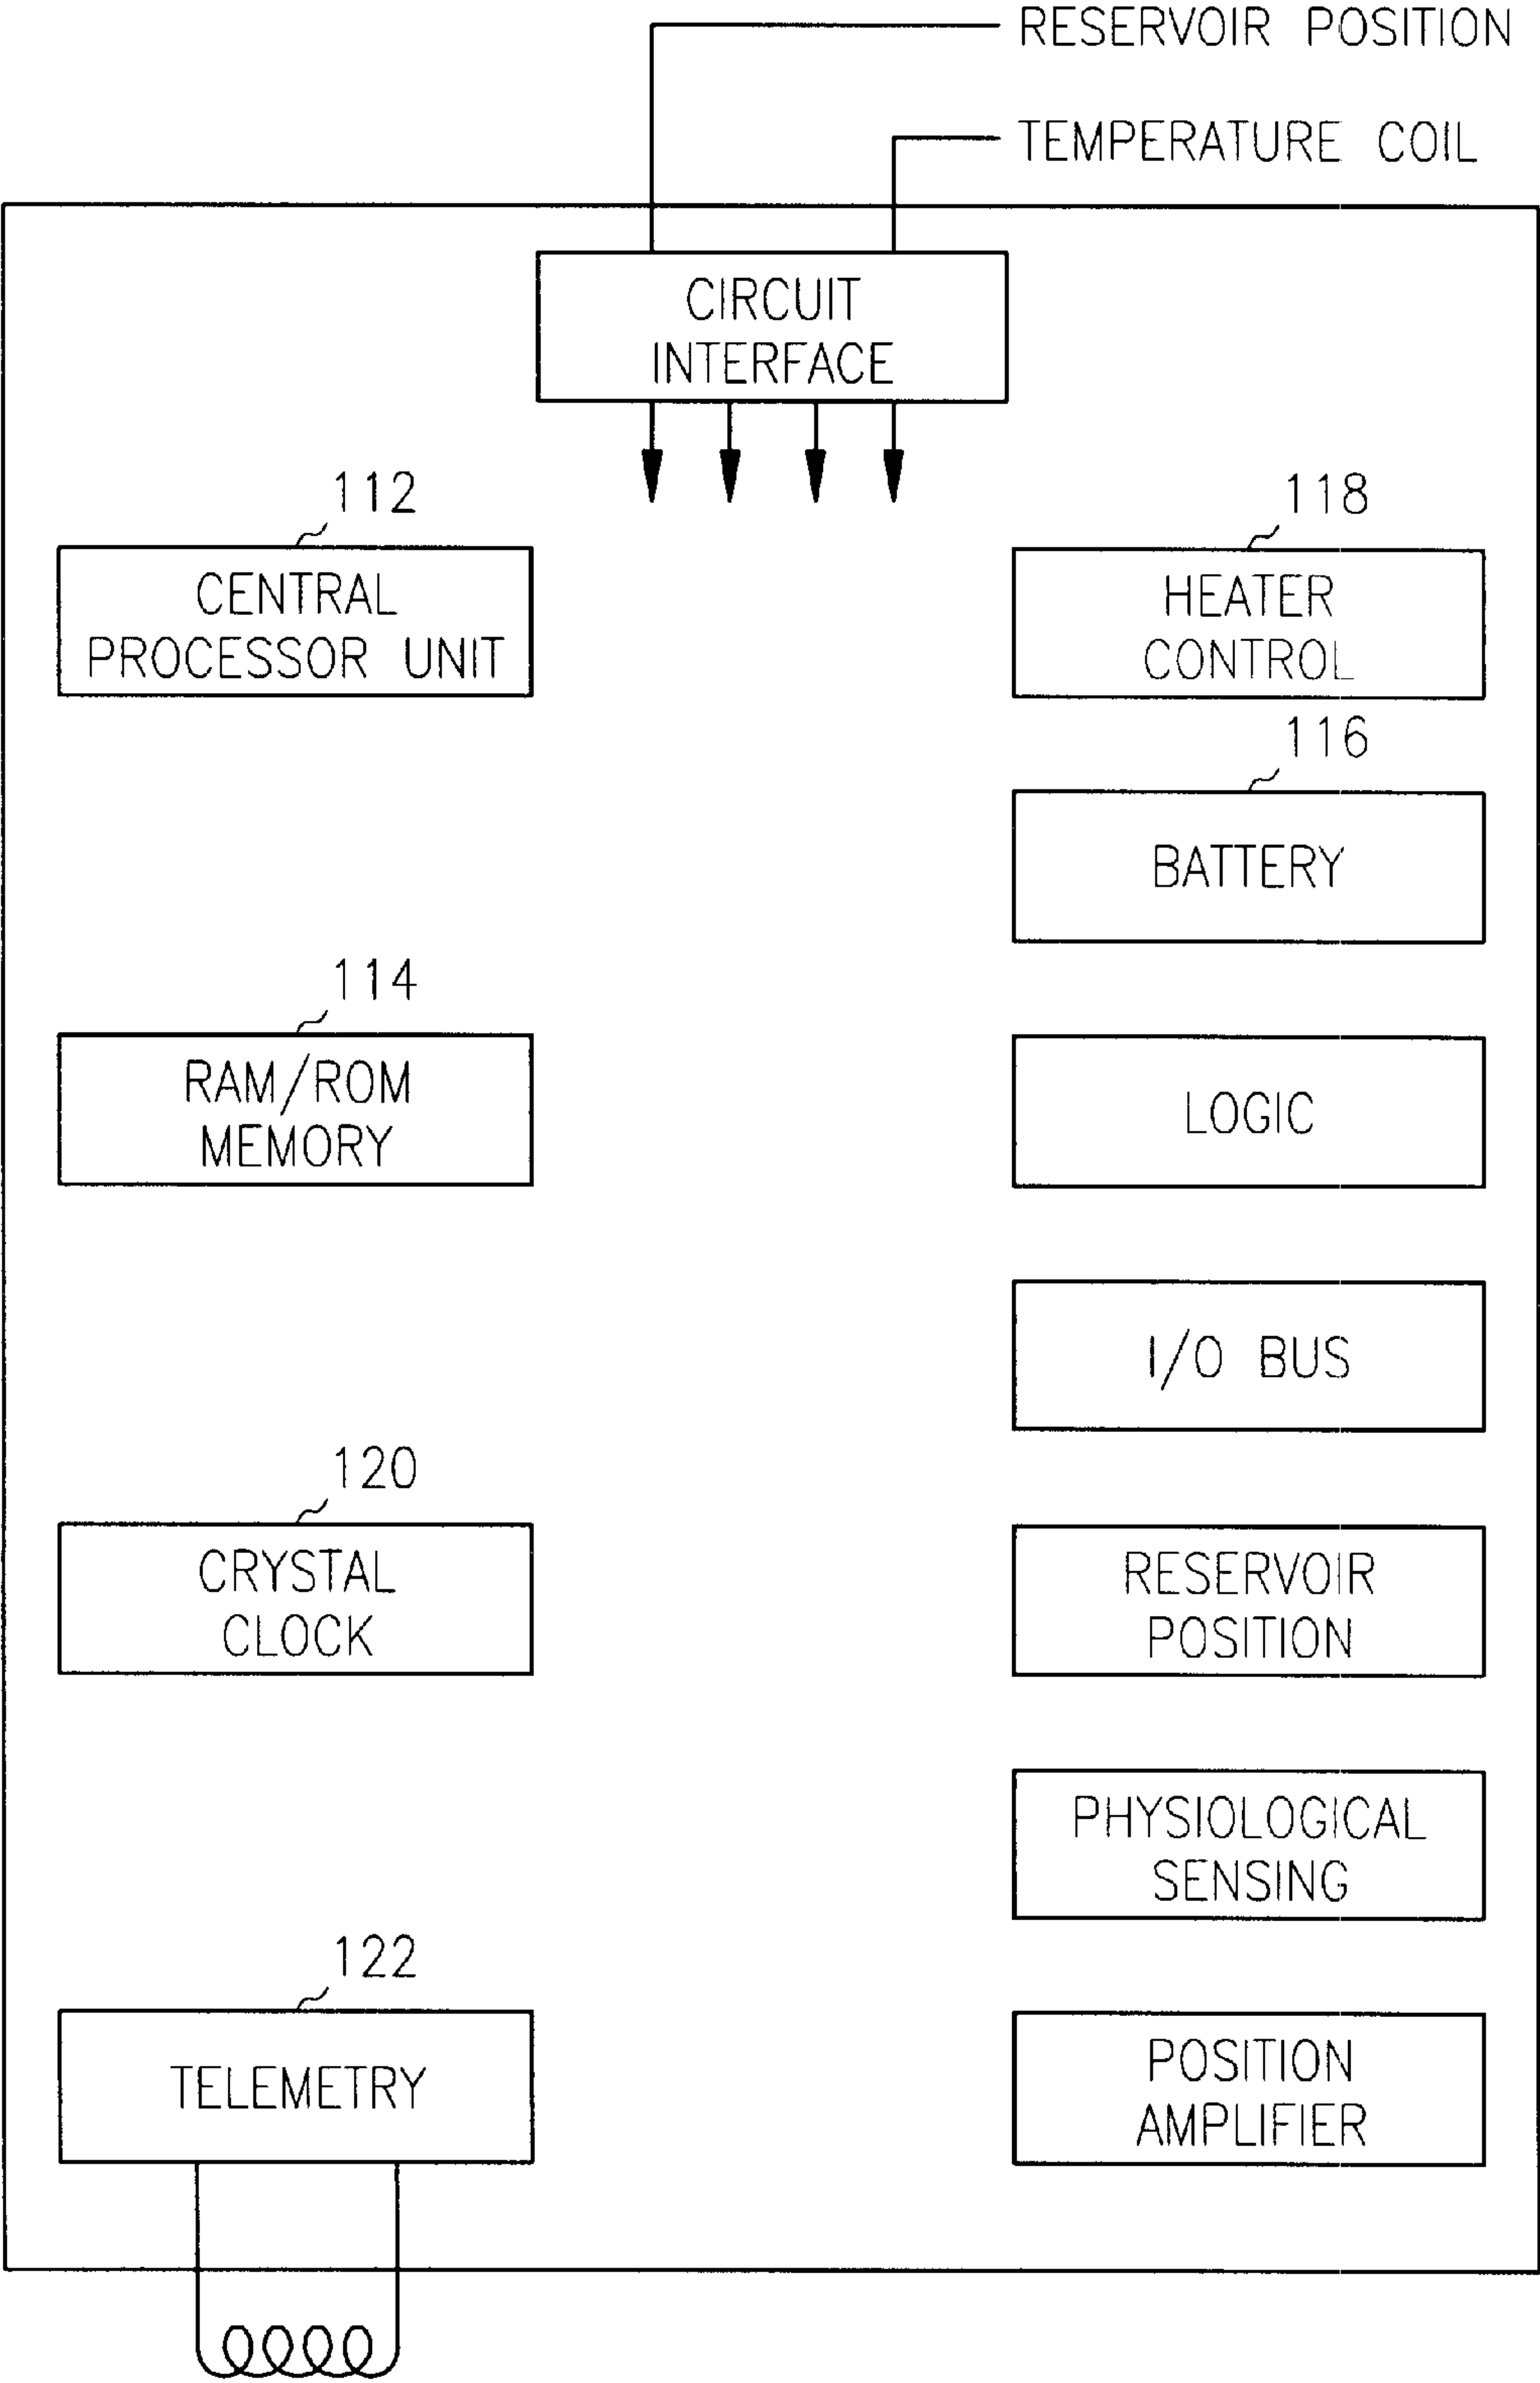 RESERVOIR POSITION
TEMPERATURE COIL
CIRCUIT
INTERFACE
112
CENTRAL
PROCESSOR UNIT
118
HEATER
CONTROL
116
BATTERY
114
RAM/ROM
MEMORY
LOGIC
I/O BUS
120
CRYSTAL
CLOCK
RESERVOIR
POSITION
PHYSIOLOGICAL
SENSING
122
TELEMETRY
POSITION
AMPLIFIER